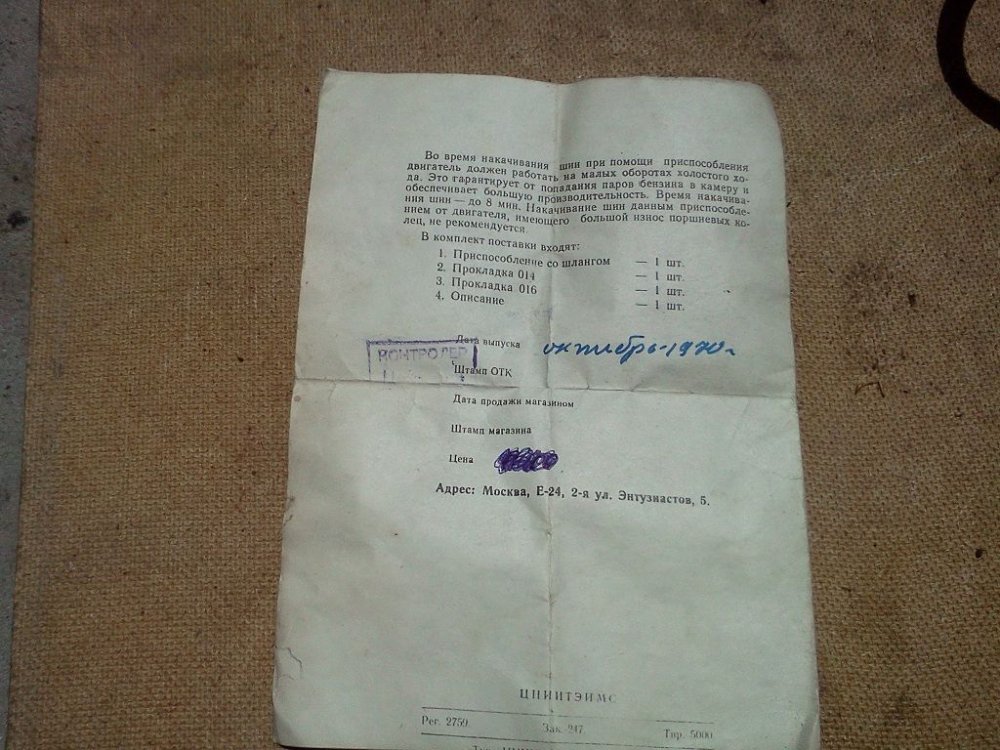 Во время накачивания шин при помощи приспособления
двигатель должен работать на малых оборотах холостого хо-
да. Это гарантирует от попадания паров бензина в камеру и
обеспечивает большую производительность. Время накачива-
ния шин — до 8 мин. Накачивание шин данным приспособле-
нием от двигателя, имеющего большой износ поршневых ко-
лец, не рекомендуется.
В комплект поставки входят:
1. Приспособление со шлангом — 1 шт.
2. Прокладка 014 — 1 шт.
3. Прокладка 016 — 1 шт.
4. Описание — 1 шт.
Дата выпуска октябрь-1970г
КОНТРОЛЕР
Штамп ОТК
Дата продажи магазином
Штамп магазина
Цена
Адрес: Москва, Е-24, 2-я ул. Энтузиастов, 5.
ЦНИИТЭИМС
Рег. 2759. Зак. 247. Тир. 5000